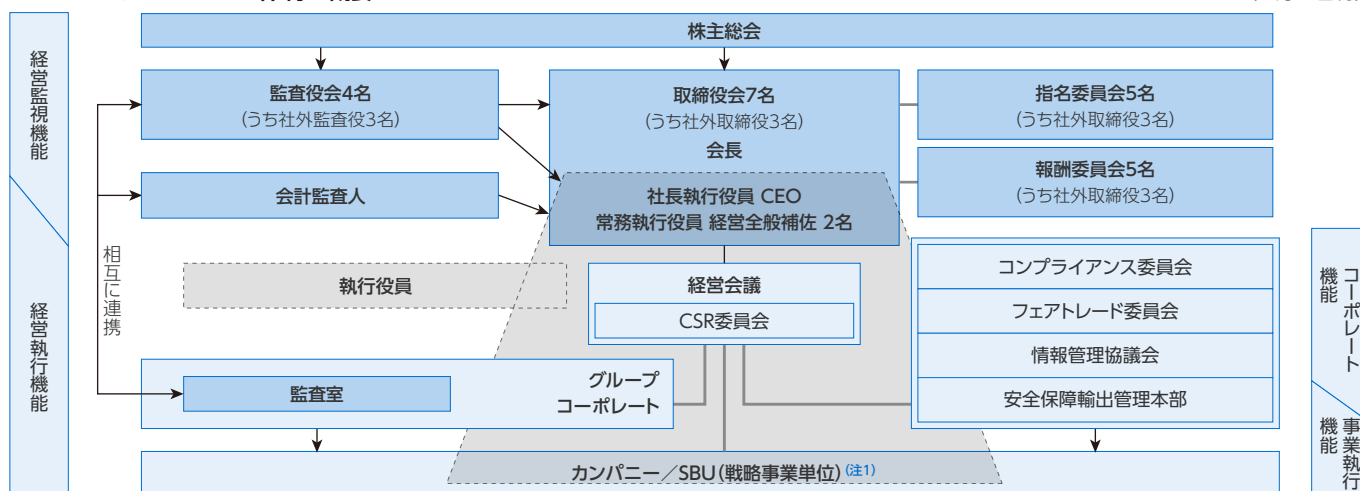 株主総会
経営監視機能
監査役会4名
(うち社外監査役3名)
取締役会7名
(うち社外取締役3名)
会長
指名委員会5名
(うち社外取締役3名)
報酬委員会5名
(うち社外取締役3名)
会計監査人
社長執行役員 CEO
常務執行役員 経営全般補佐 2名
相互に連携
執行役員
経営会議
CSR委員会
コンプライアンス委員会
フェアトレード委員会
情報管理協議会
安全保障輸出管理本部
コーポレート
機能
経営執行機能
監査室
グループ
コーポレート
事業執行
機能
カンパニー／SBU(戦略事業単位)(注1)